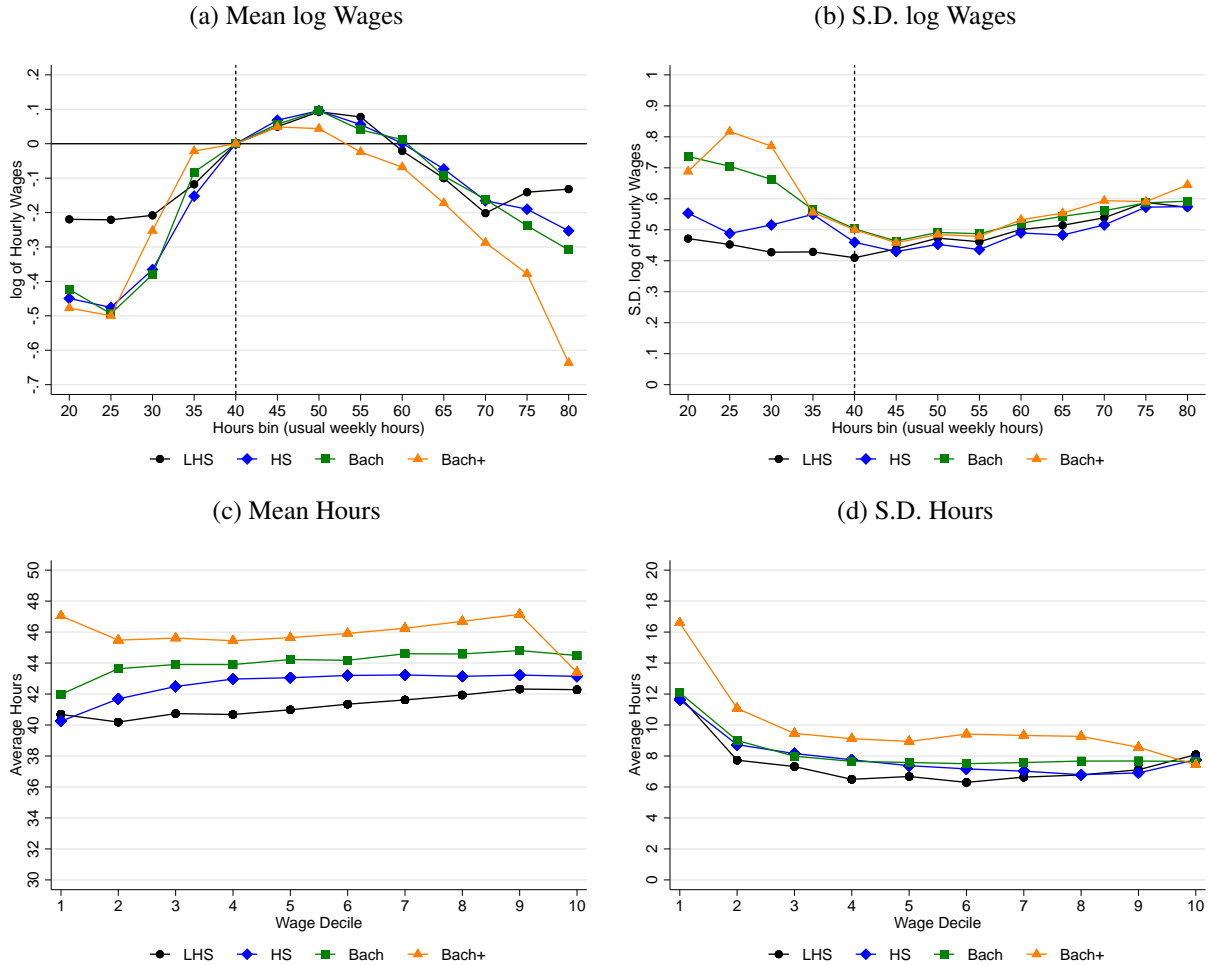 (a) Mean log Wages
log of Hourly Wages
.2
.1
0
-.1
-.2
-.3
-.4
-.5
-.6
-.7
20 25 30 35 40 45 50 55 60 65 70 75 80
Hours bin (usual weekly hours)
LHS HS Bach Bach+
(b) S.D. log Wages
S.D. log of Hourly Wages
1
.9
.8
.7
.6
.5
.4
.3
.2
.1
0
20 25 30 35 40 45 50 55 60 65 70 75 80
Hours bin (usual weekly hours)
LHS HS Bach Bach+
(c) Mean Hours
Average Hours
50
48
46
44
42
40
38
36
34
32
30
1 2 3 4 5 6 7 8 9 10
Wage Decile
LHS HS Bach Bach+
(d) S.D. Hours
Average Hours
20
18
16
14
12
10
8
6
4
2
0
1 2 3 4 5 6 7 8 9 10
Wage Decile
LHS HS Bach Bach+